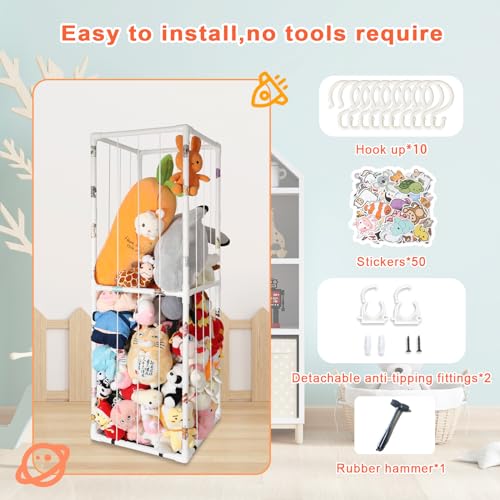 Easy to install,no tools require
Hook up*10
Stickers*50
Detachable anti-tipping fittings*2
Rubber hammer*1